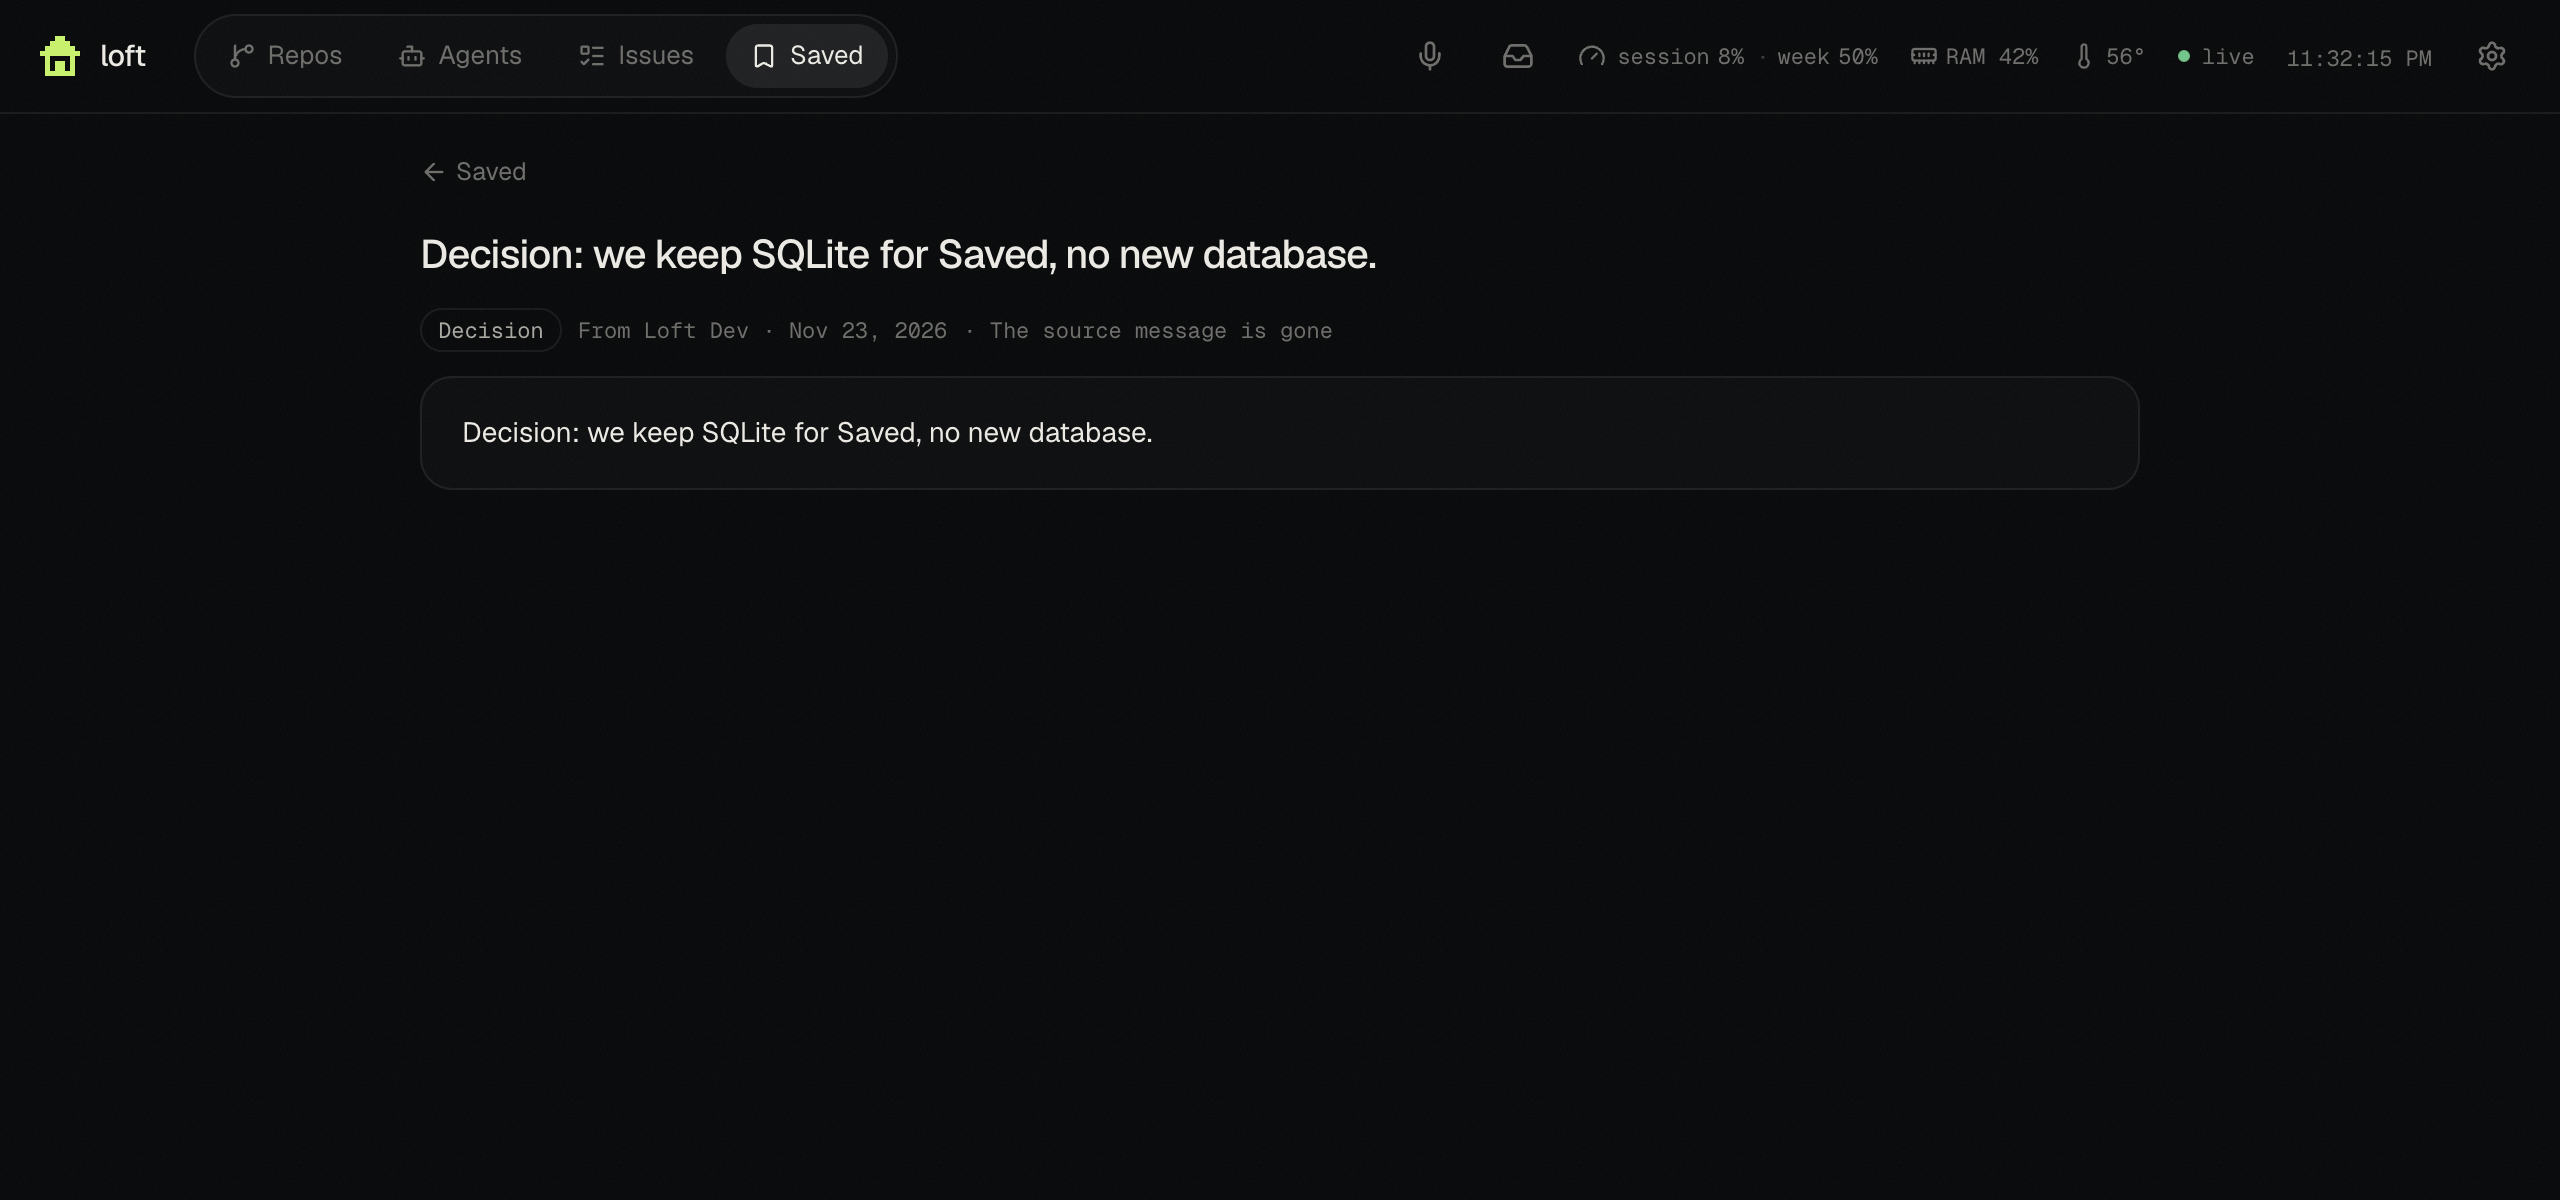 loft
Repos
Agents
Issues
Saved
session 8% · week 50%
RAM 42%
56°
live
11:32:15 PM
← Saved
Decision: we keep SQLite for Saved, no new database.
Decision From Loft Dev · Nov 23, 2026 · The source message is gone
Decision: we keep SQLite for Saved, no new database.